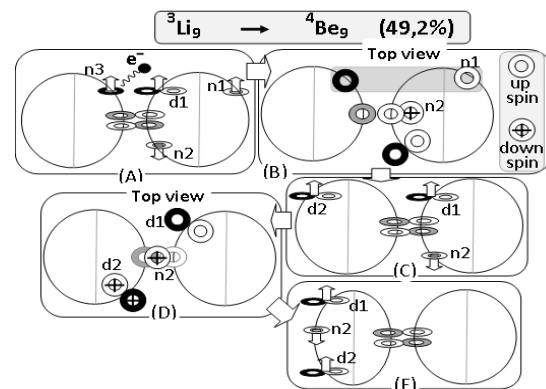 ³Li₉ → ⁴Be₉ (49,2%)
Top view
e⁻
n3
n1
d1
n2
(A)
n1
n2
(B)
up
spin
down
spin
Top view
d1
d2
n2
(D)
d2
d1
n2
(C)
d1
n2
d2
(E)